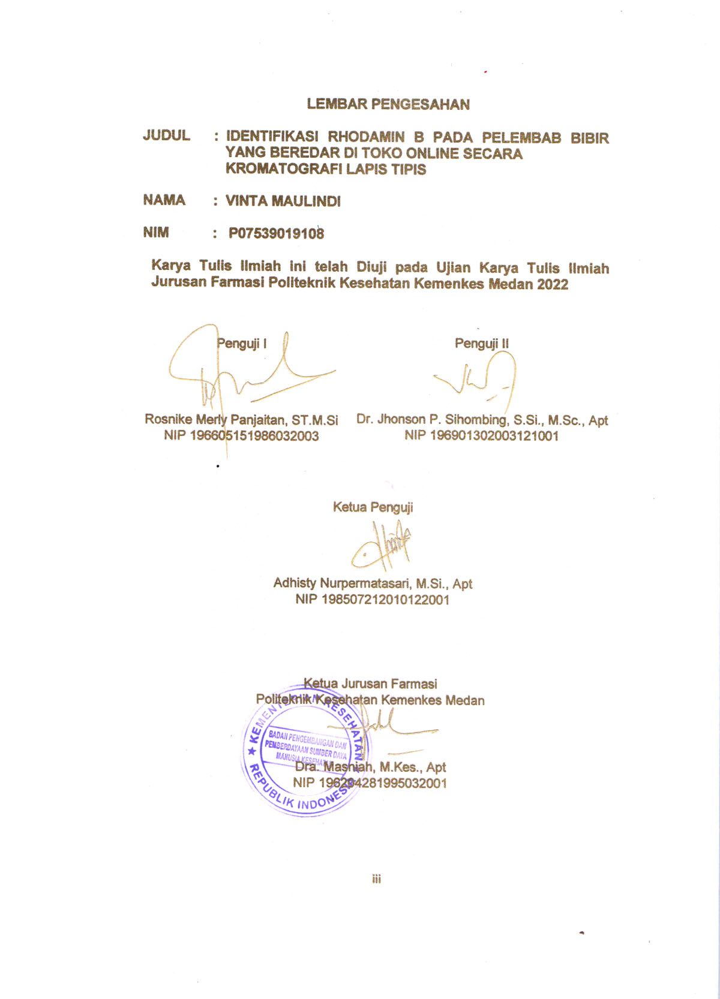 LEMBAR PENGESAHAN
JUDUL : IDENTIFIKASI RHODAMIN B PADA PELEMBAB BIBIR
YANG BEREDAR DI TOKO ONLINE SECARA
KROMATOGRAFI LAPIS TIPIS
NAMA : VINTA MAULINDI
NIM : P07539019108
Karya Tulis Ilmiah ini telah Diuji pada Ujian Karya Tulis Ilmiah
Jurusan Farmasi Politeknik Kesehatan Kemenkes Medan 2022
Penguji I
Penguji II
Rosnike Merly Panjaitan, ST.M.Si
NIP 196605151986032003
Dr. Jhonson P. Sihombing, S.Si., M.Sc., Apt
NIP 196901302003121001
Ketua Penguji
Adhisty Nurpermatasari, M.Si., Apt
NIP 198507212010122001
Ketua Jurusan Farmasi
Politeknik Kesehatan Kemenkes Medan
KEMENTERIAN KESEHATAN
BADAN PENGEMBANGAN DAN
PEMBERDAYAAN SUMBER DAYA
MANUSIA KESEHATAN
REPUBLIK INDONESIA
Dra. Masniah, M.Kes., Apt
NIP 196204281995032001
iii